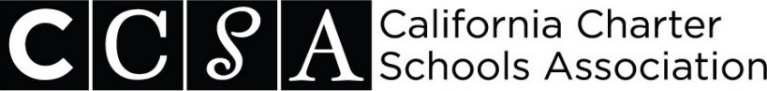 CCSA
California Charter
Schools Association